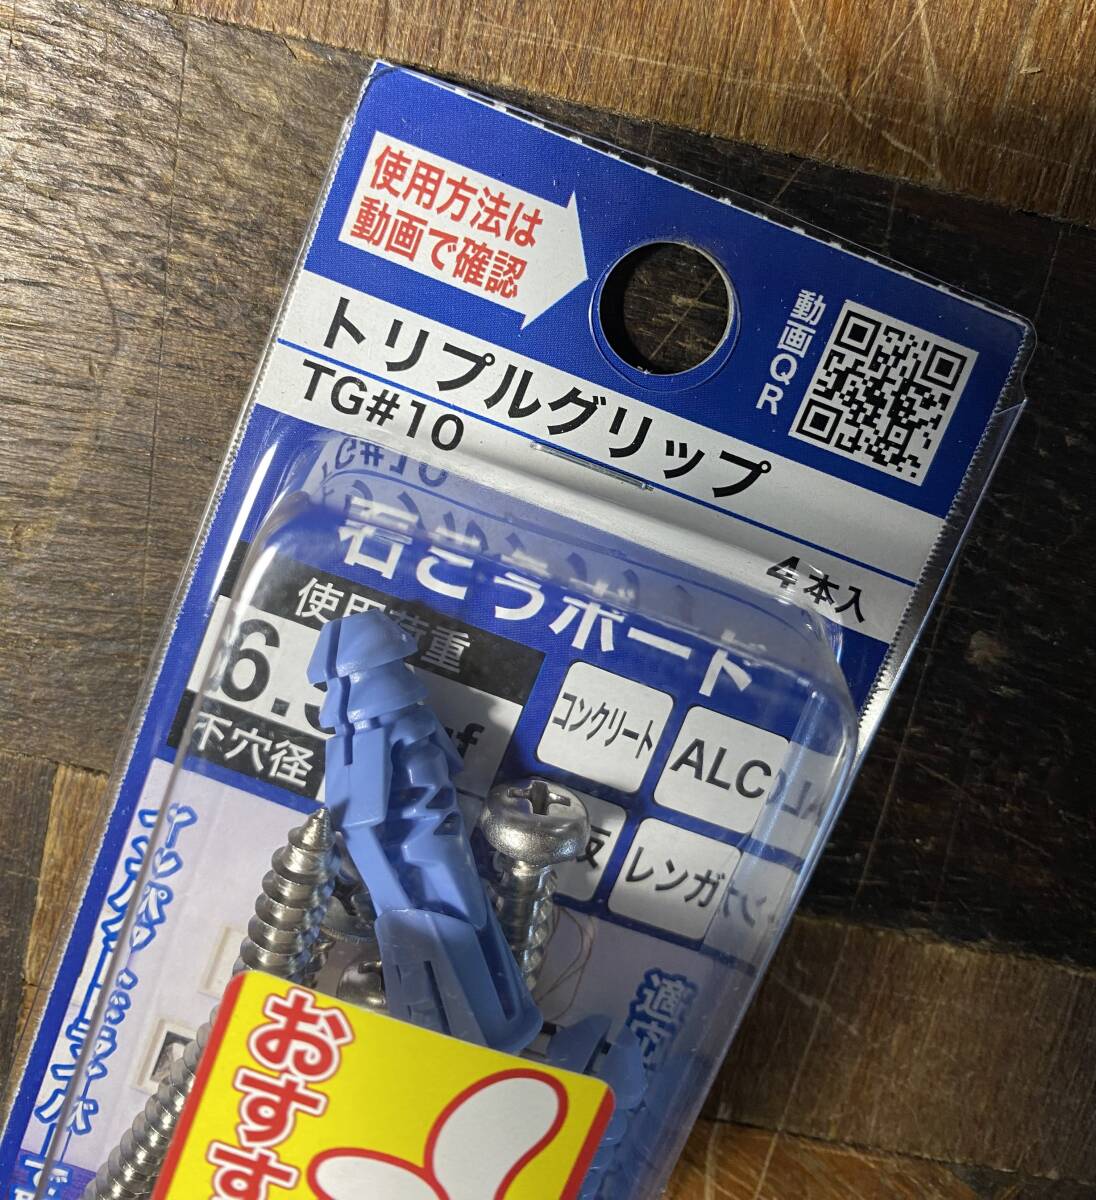 使用方法は
動画で確認
動画QR
トリプルグリップ
TG#10
4本入
石こうボード
使用荷重
6.
f
下穴径
コンクリート
ALC
レンガ
おすす